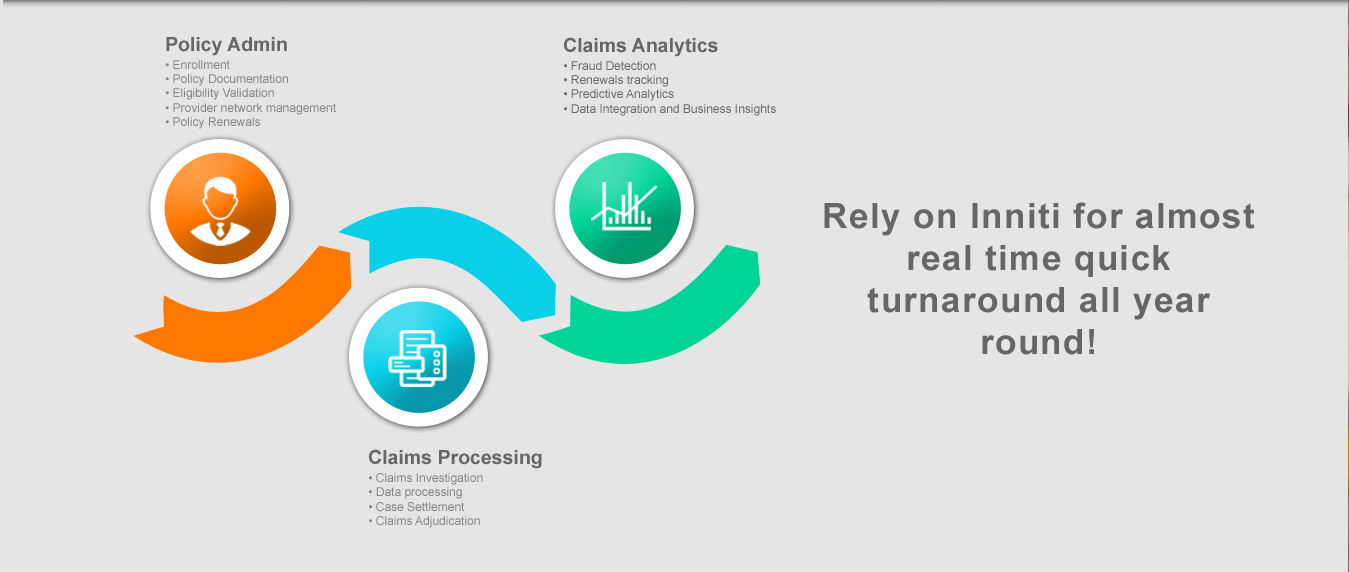 Policy Admin
• Enrollment
• Policy Documentation
• Eligibility Validation
• Provider network management
• Policy Renewals
Claims Analytics
• Fraud Detection
• Renewals tracking
• Predictive Analytics
• Data Integration and Business Insights
Rely on Inniti for almost
real time quick
turnaround all year
round!
Claims Processing
• Claims Investigation
• Data processing
• Case Settlement
• Claims Adjudication